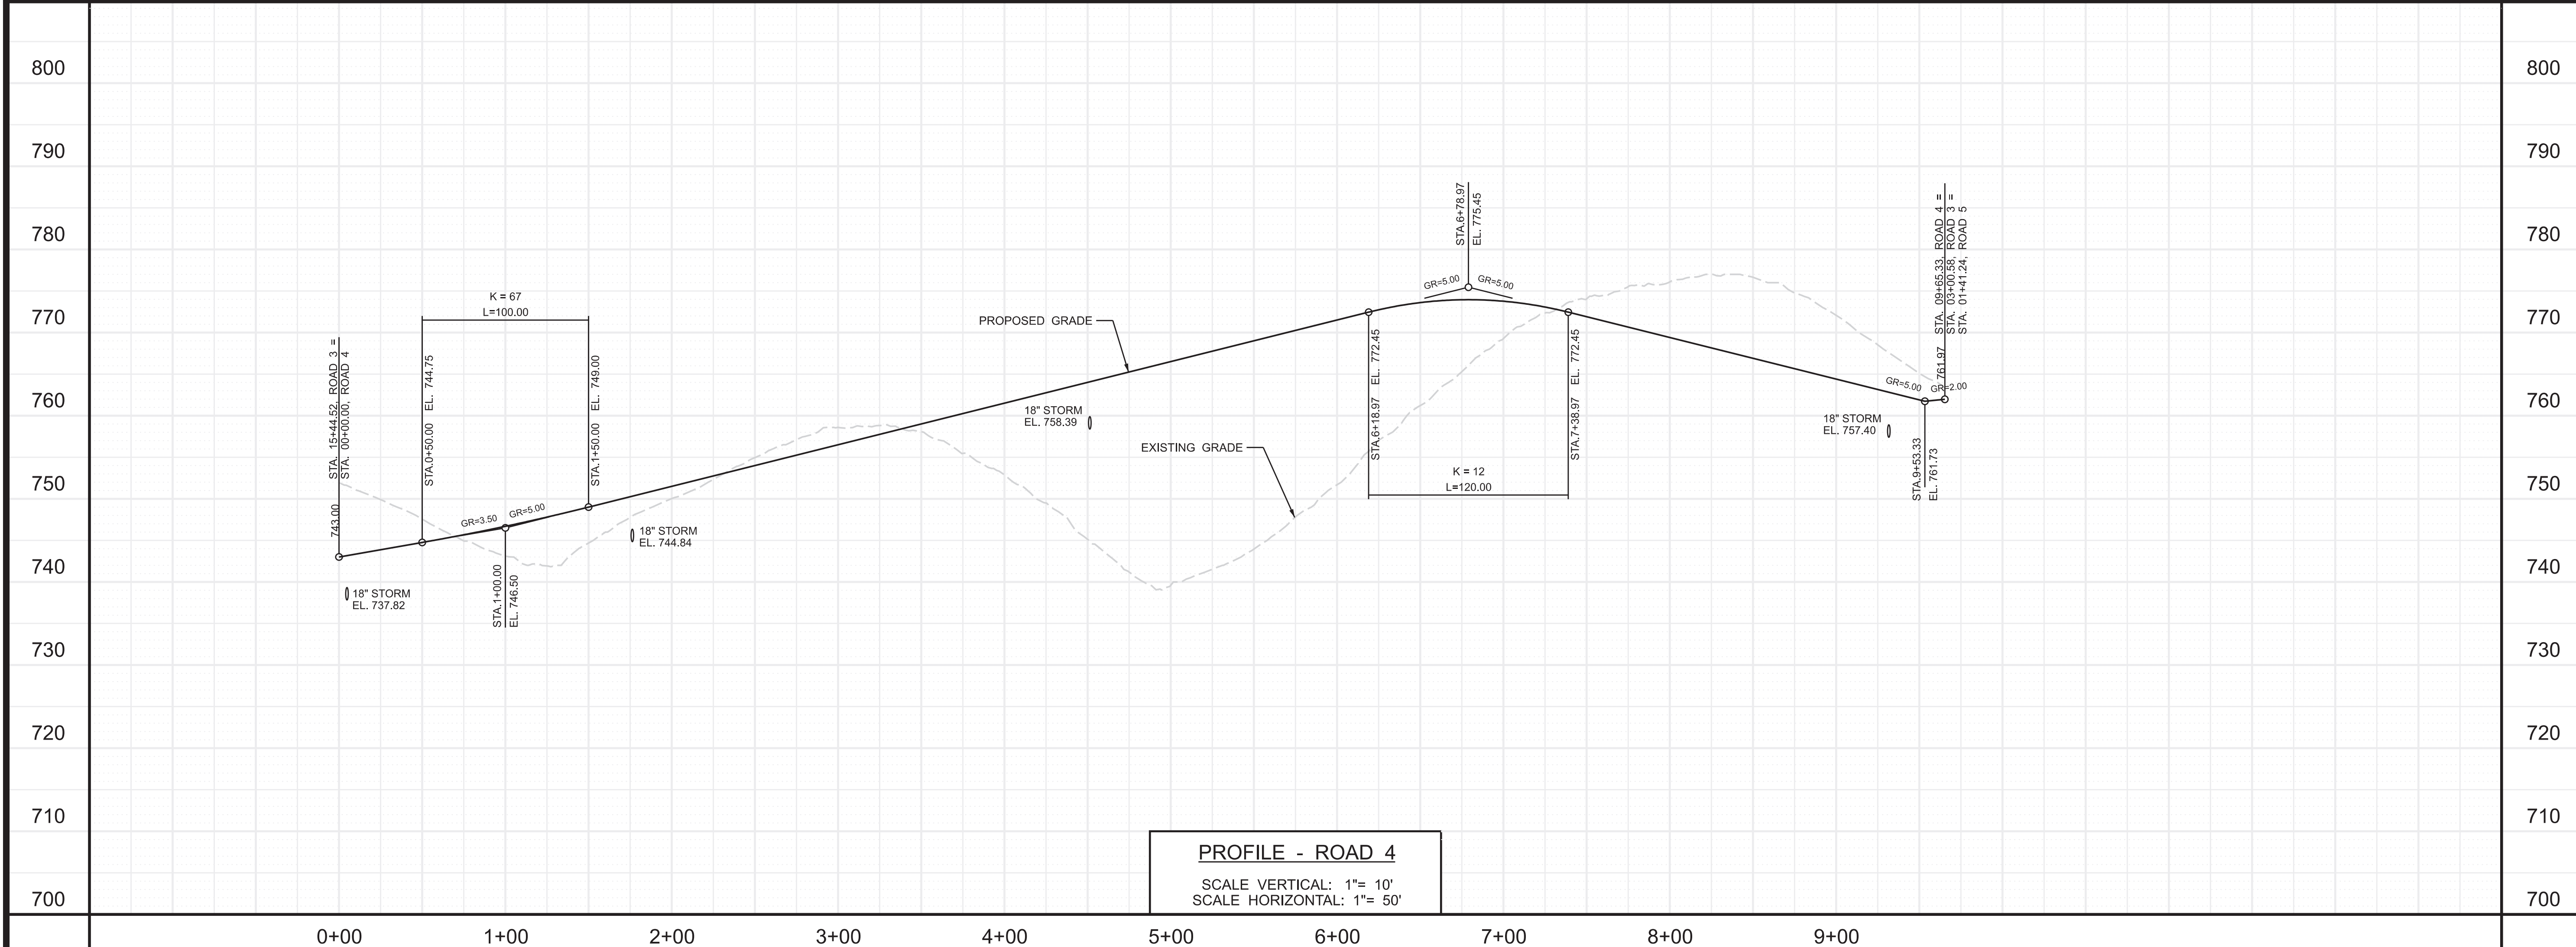 800
790
780
770
760
750
740
730
720
710
700
800
790
780
770
760
750
740
730
720
710
700
STA. 15+44.52, ROAD 3 =
STA. 00+00.00, ROAD 4
743.00
18" STORM
EL. 737.82
K = 67
L=100.00
STA.0+50.00 EL. 744.75
STA.1+50.00 EL. 749.00
GR=3.50
GR=5.00
STA.1+00.00
EL. 746.50
18" STORM
EL. 744.84
PROPOSED GRADE
18" STORM
EL. 758.39
EXISTING GRADE
STA.6+78.97
EL. 775.45
GR=5.00
GR=5.00
STA.6+18.97 EL. 772.45
STA.7+38.97 EL. 772.45
K = 12
L=120.00
18" STORM
EL. 757.40
GR=5.00
GR=2.00
STA.9+53.33
EL. 761.73
761.97
STA. 09+65.33, ROAD 4 =
STA. 03+00.58, ROAD 3 =
STA. 01+41.24, ROAD 5
PROFILE - ROAD 4
SCALE VERTICAL: 1"= 10'
SCALE HORIZONTAL: 1"= 50'
0+00 1+00 2+00 3+00 4+00 5+00 6+00 7+00 8+00 9+00